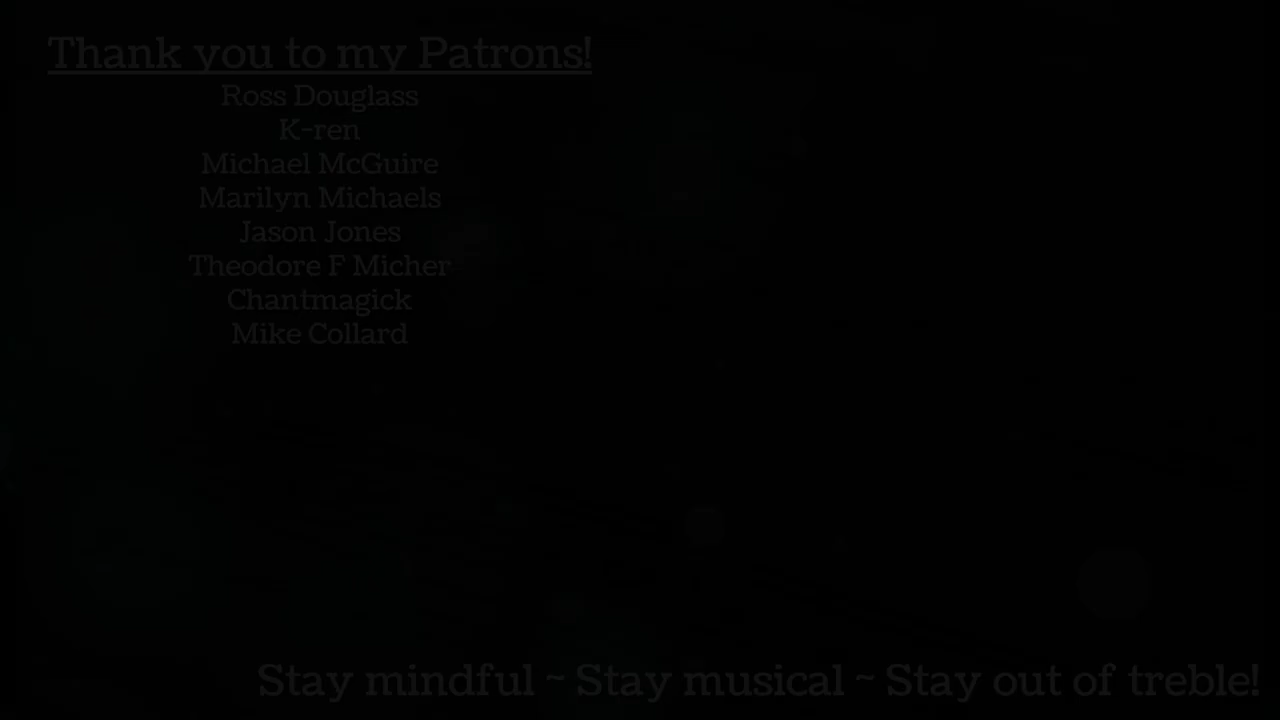 Thank you to my Patrons!
Ross Douglass
K-ren
Michael McGuire
Marilyn Michaels
Jason Jones
Theodore F Micher
Chantmagick
Mike Collard
Stay mindful ~ Stay musical ~ Stay out of treble!